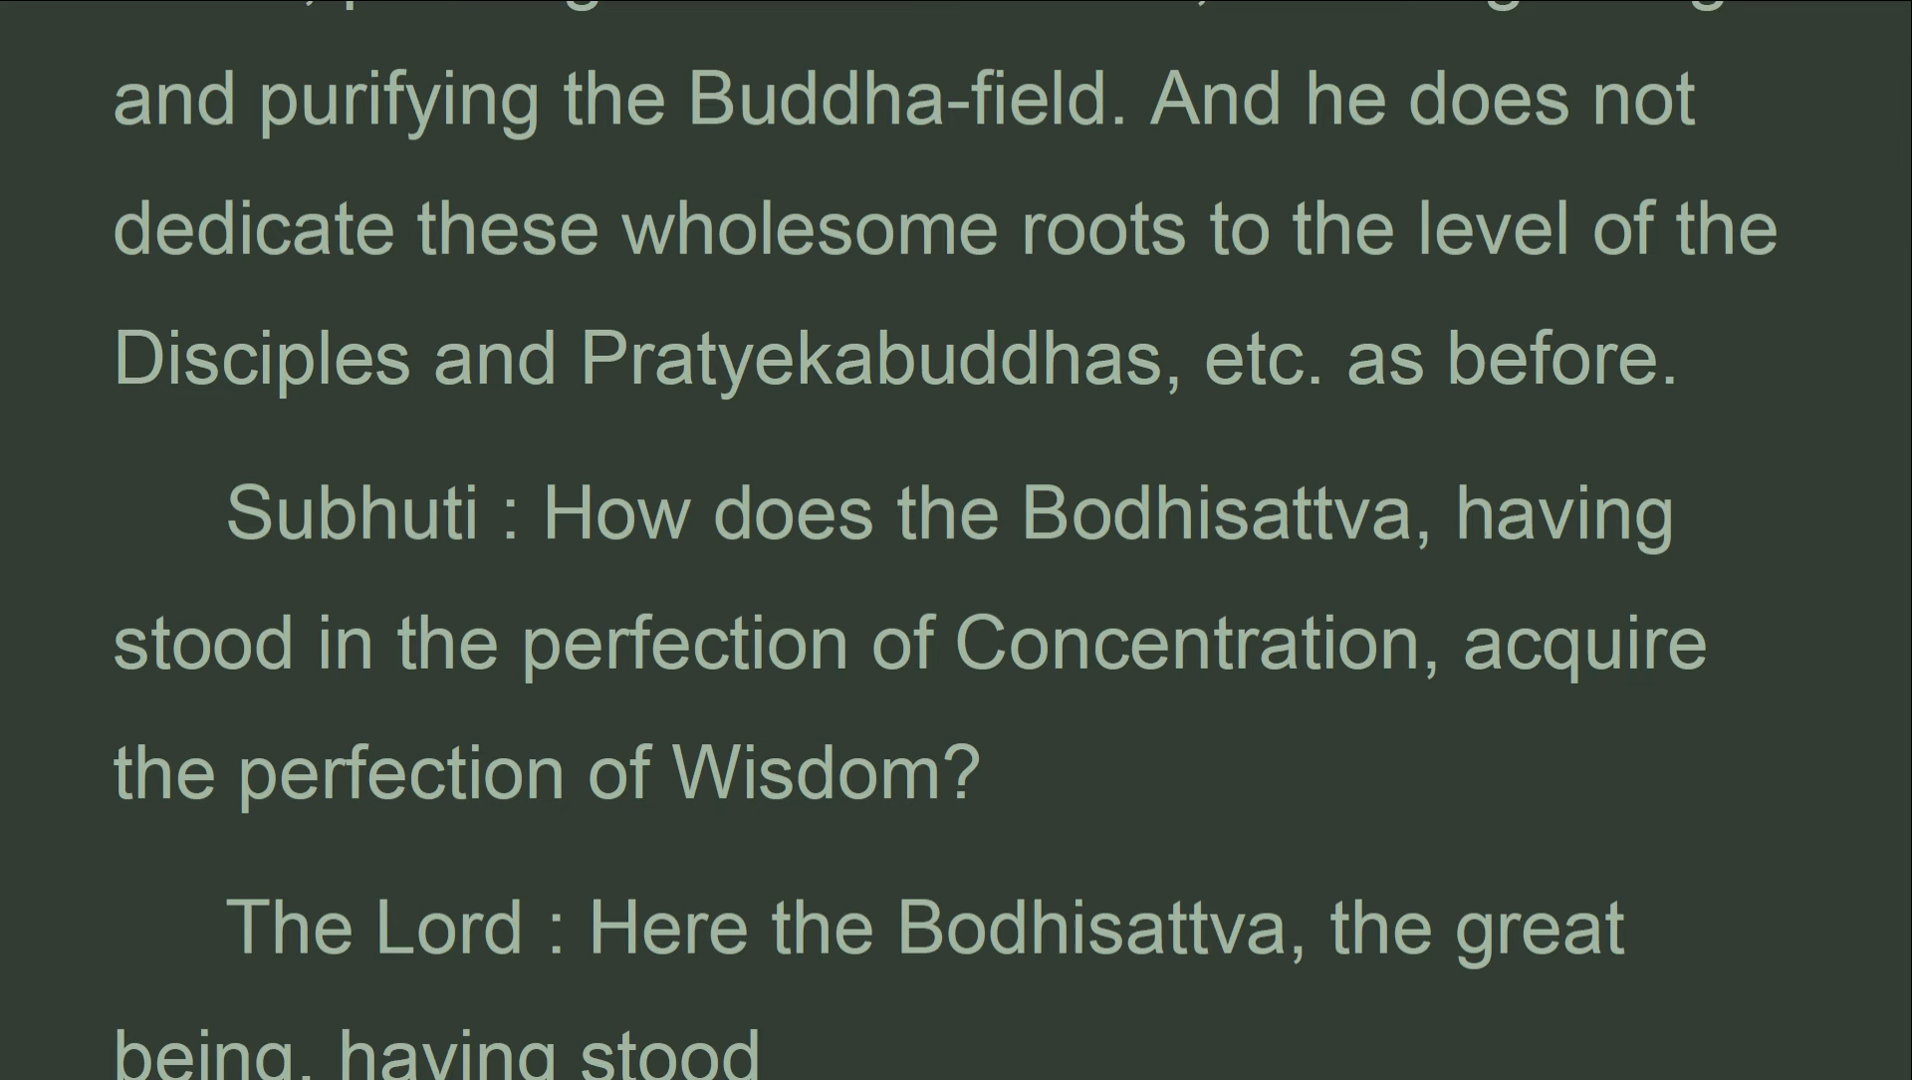 and purifying the Buddha-field. And he does not
dedicate these wholesome roots to the level of the
Disciples and Pratyekabuddhas, etc. as before.
Subhuti : How does the Bodhisattva, having
stood in the perfection of Concentration, acquire
the perfection of Wisdom?
The Lord : Here the Bodhisattva, the great
being, having stood